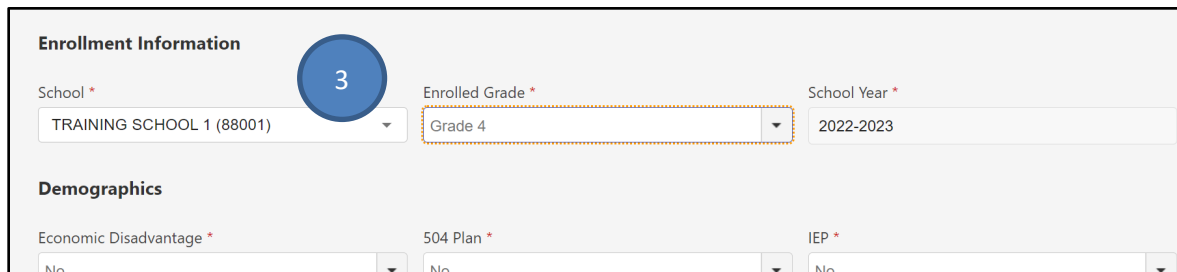 Enrollment Information
3
School * Enrolled Grade * School Year *
TRAINING SCHOOL 1 (88001) Grade 4 2022-2023
Demographics
Economic Disadvantage * 504 Plan * IEP *
No No No